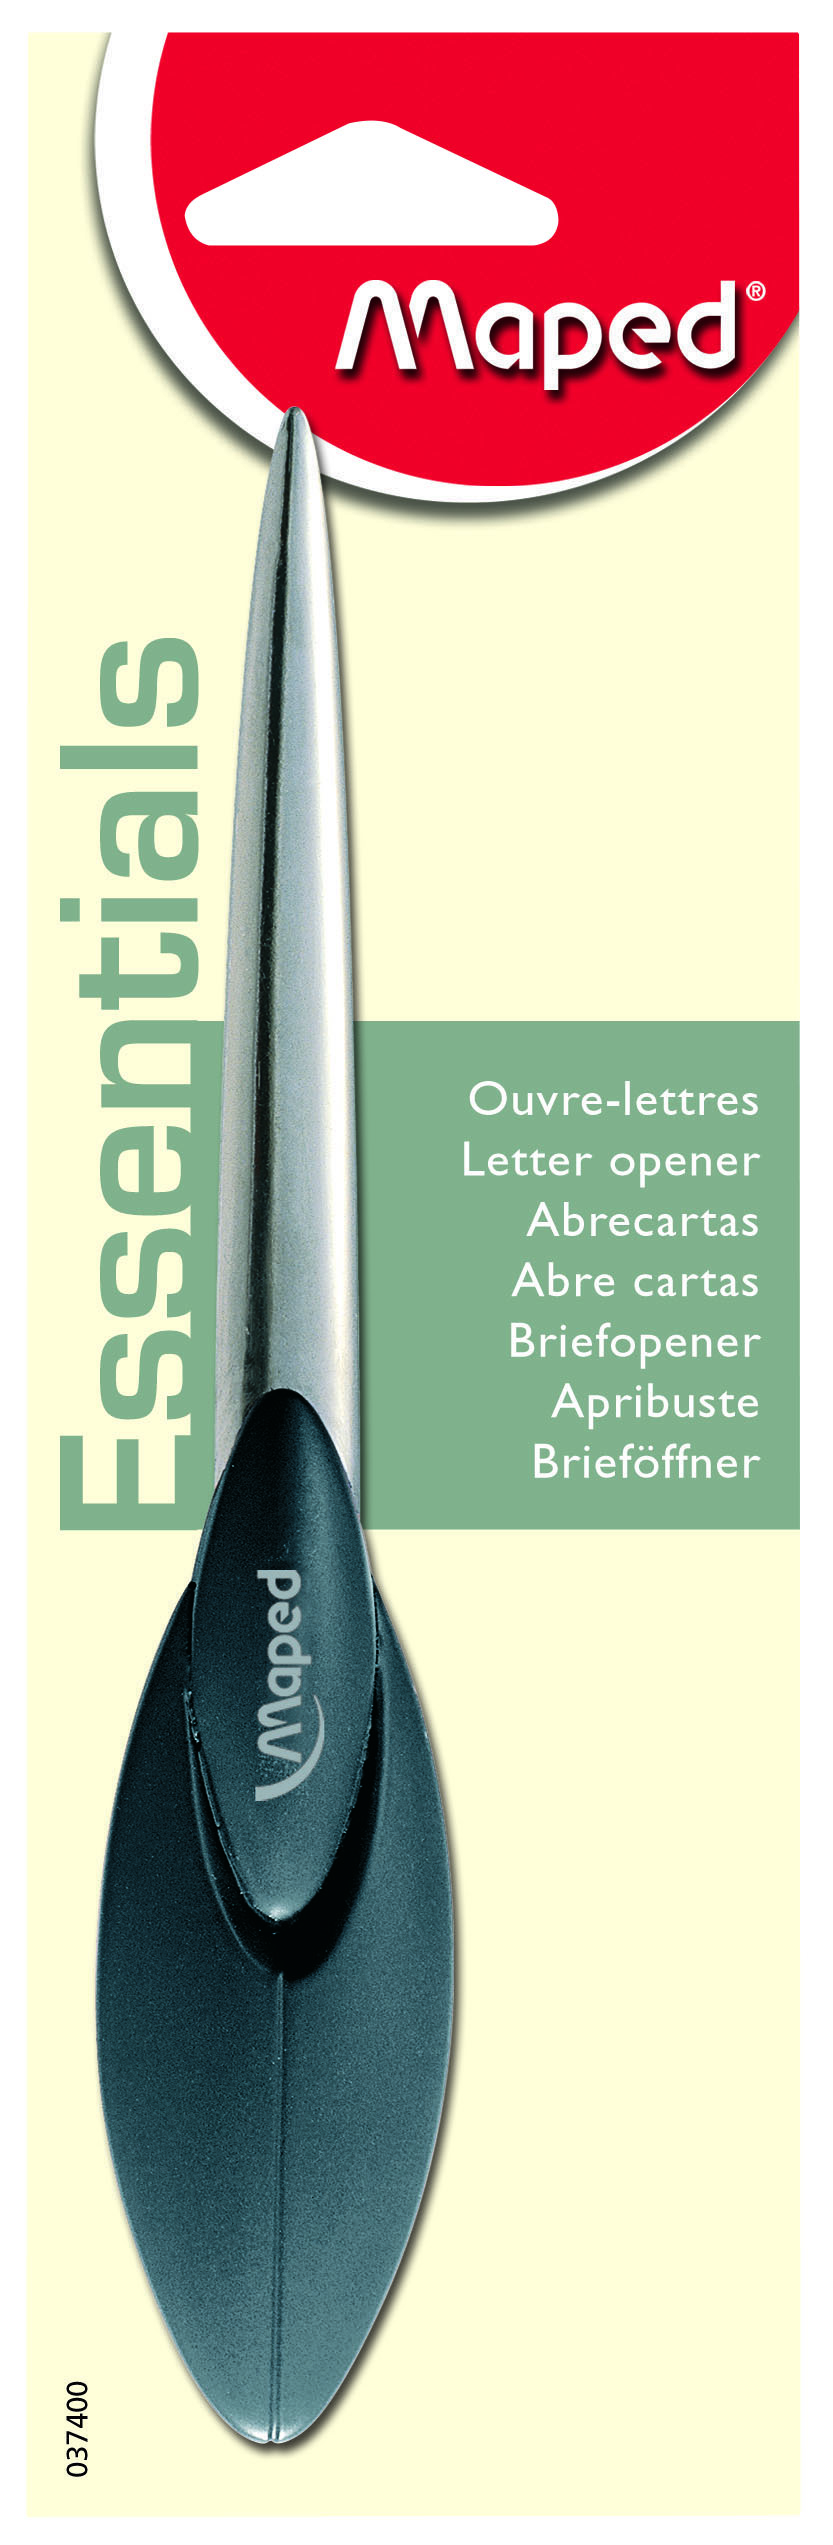 Maped®
Essentials
Ouvre-lettres
Letter opener
Abrecartas
Abre cartas
Briefopener
Apribuste
Brieföffner
Maped
037400